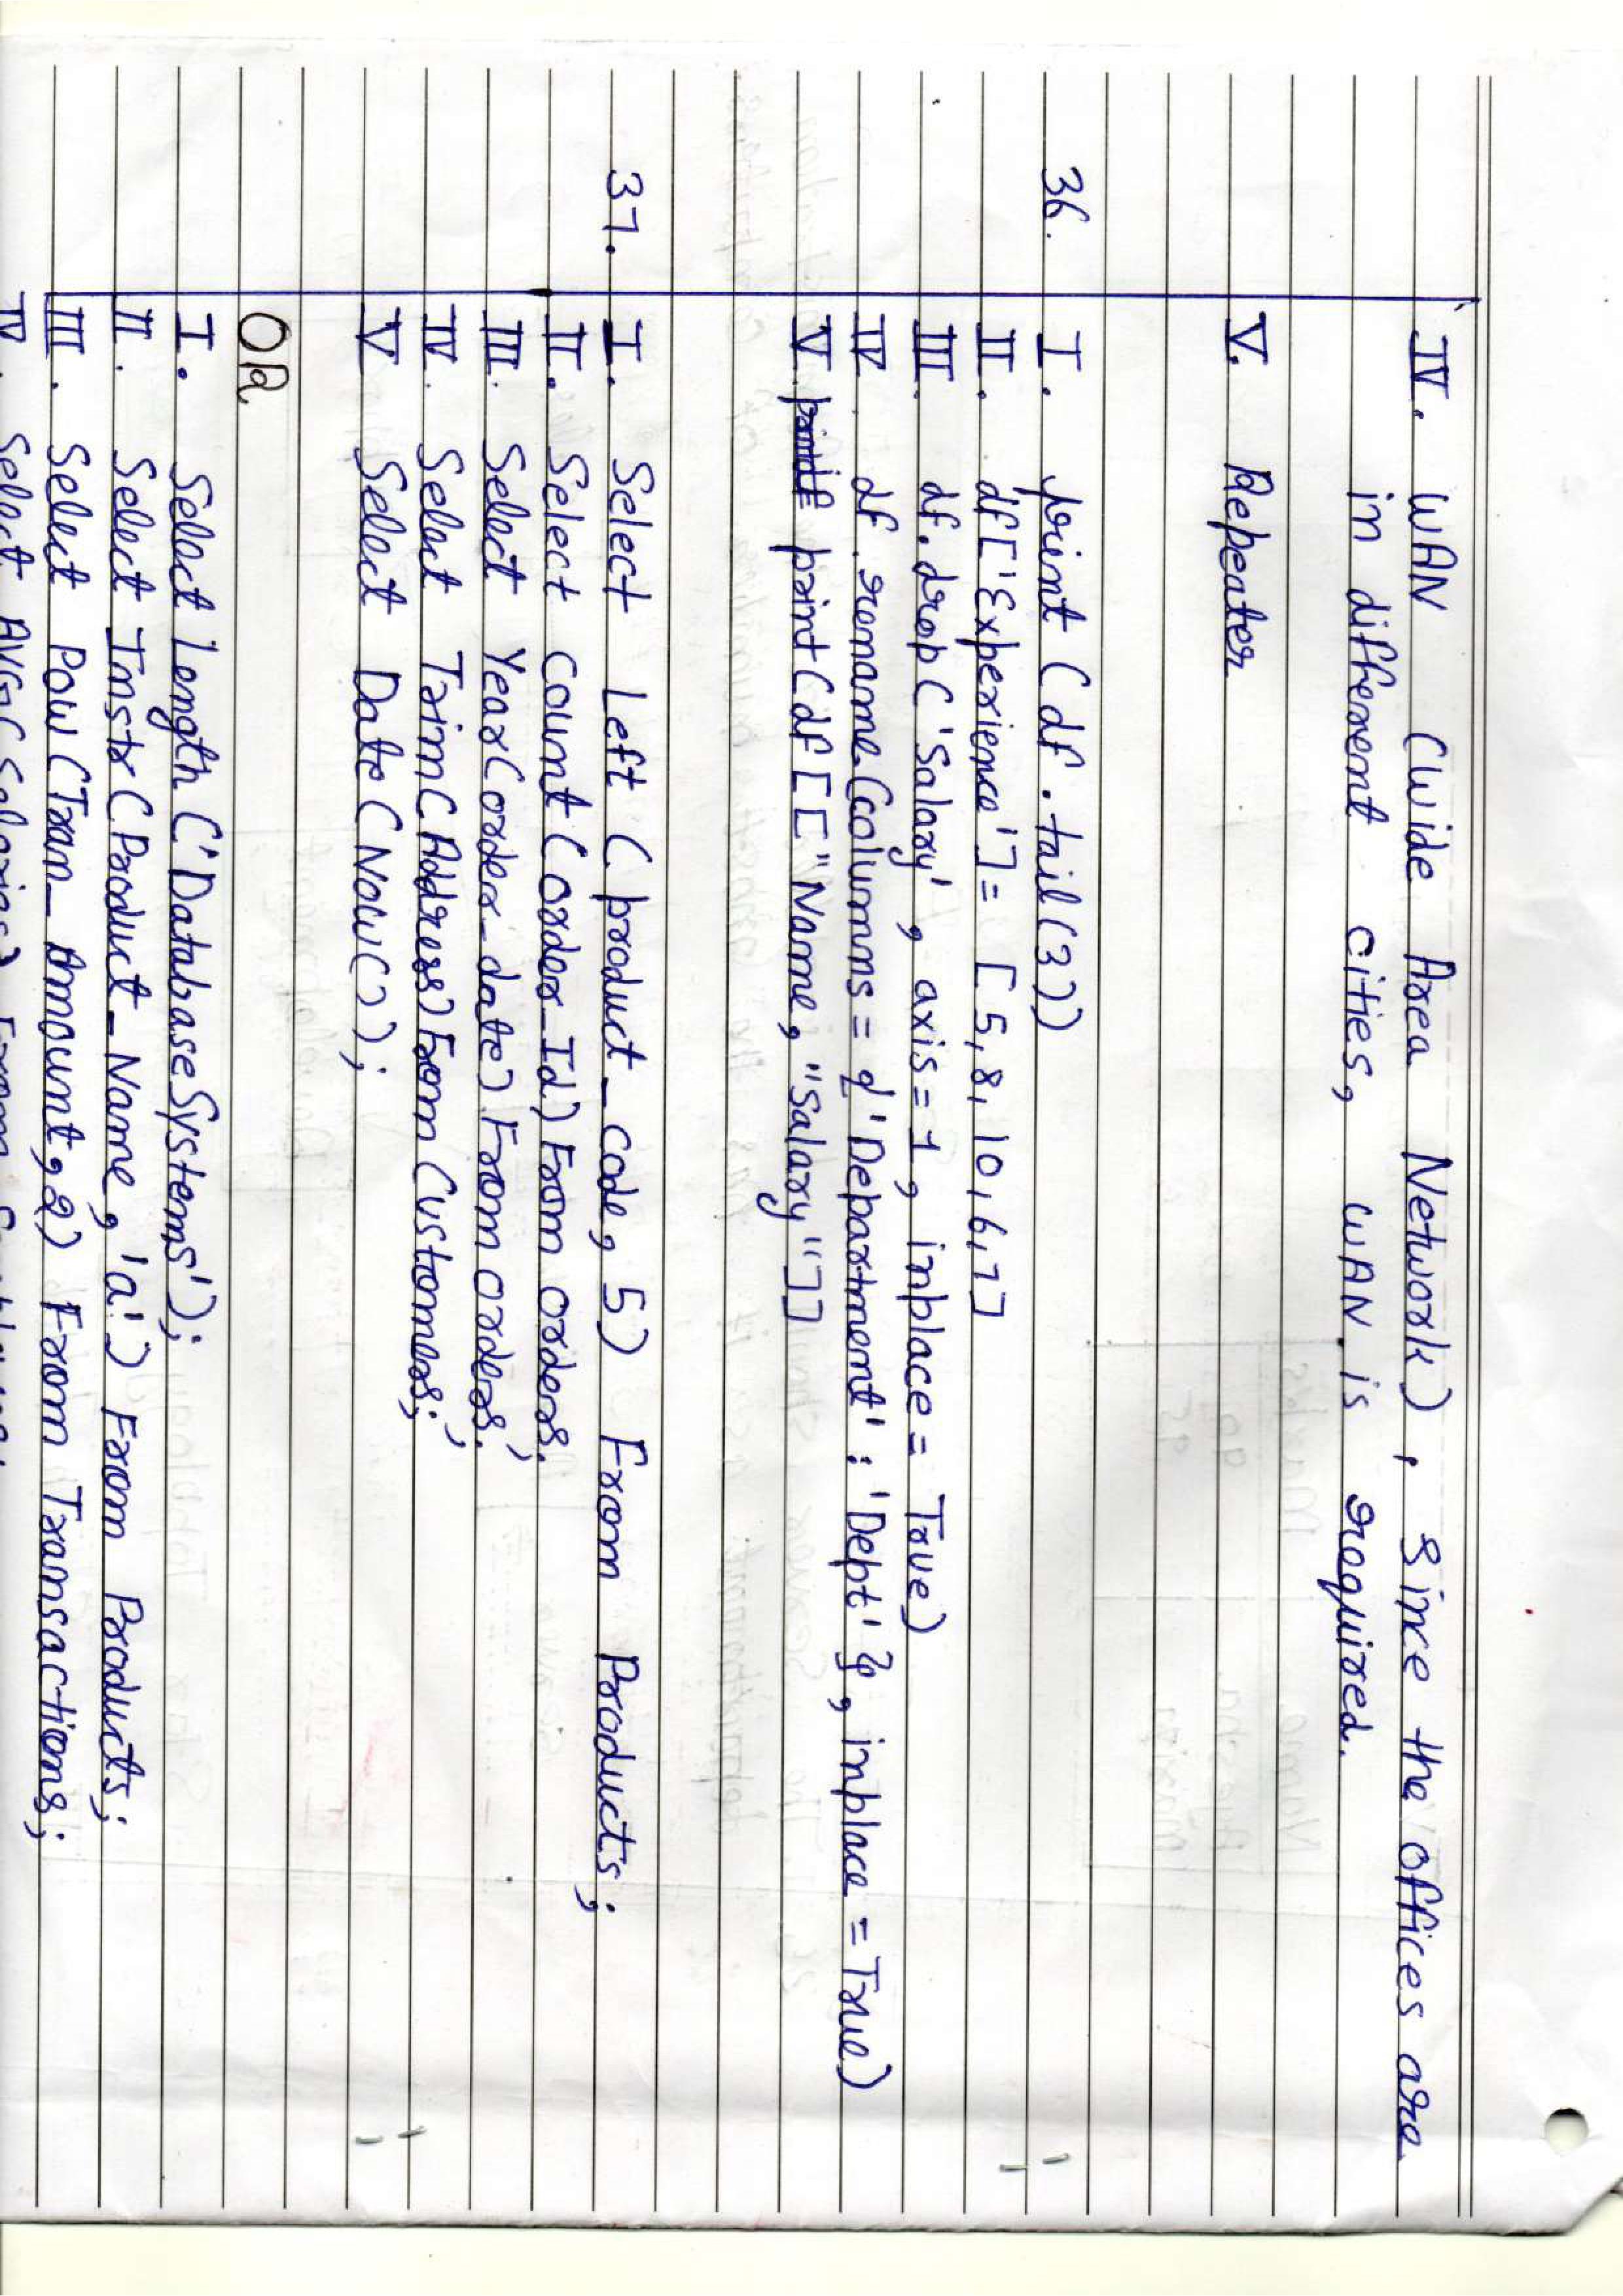 IV. WAN (Wide Area Network), Since the offices are
in different cities, WAN is required.
V. Repeater
36. I. print (df.tail(3))
II. df['Experience']= [5,8,10,6,7]
III. df.drop('Salary', axis=1, inplace = True)
IV df.rename(columns = {'Department' : 'Dept'}, inplace = True)
V print(df[["Name, "Salary"]]
37. I. Select Left (product_code, 5) From Products;
II. Select Count(order_Id) From orders;
III. Select Year(order_date) From orders;
IV. Select Trim(Address) From Customers;
V Select Date(Now());
OR
I. Select Length ('DatabaseSystems');
II. Select Instr(Product_Name, 'a') From Products;
III. Select Pow(Tran_Amount,2) From Transactions;
IV. Select AVG(Salaries) From